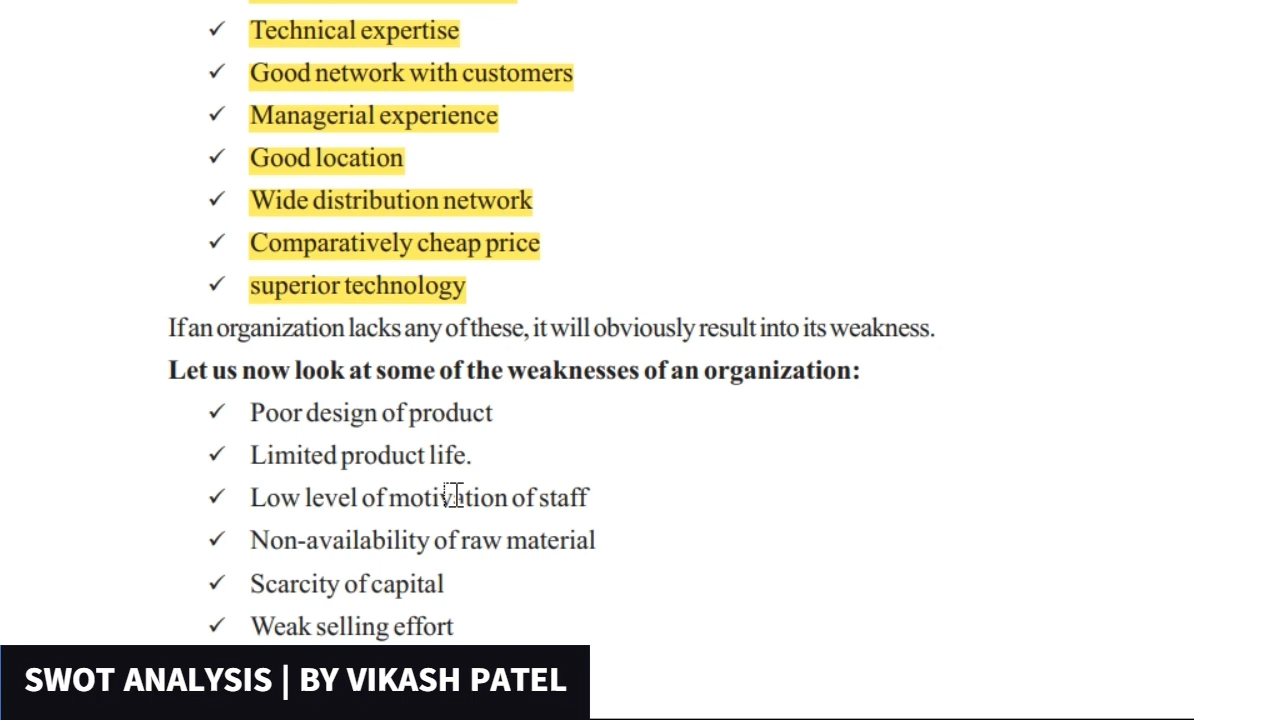 ✓ Technical expertise
✓ Good network with customers
✓ Managerial experience
✓ Good location
✓ Wide distribution network
✓ Comparatively cheap price
✓ superior technology
If an organization lacks any of these, it will obviously result into its weakness.
Let us now look at some of the weaknesses of an organization:
✓ Poor design of product
✓ Limited product life.
✓ Low level of motivation of staff
✓ Non-availability of raw material
✓ Scarcity of capital
✓ Weak selling effort
SWOT ANALYSIS | BY VIKASH PATEL